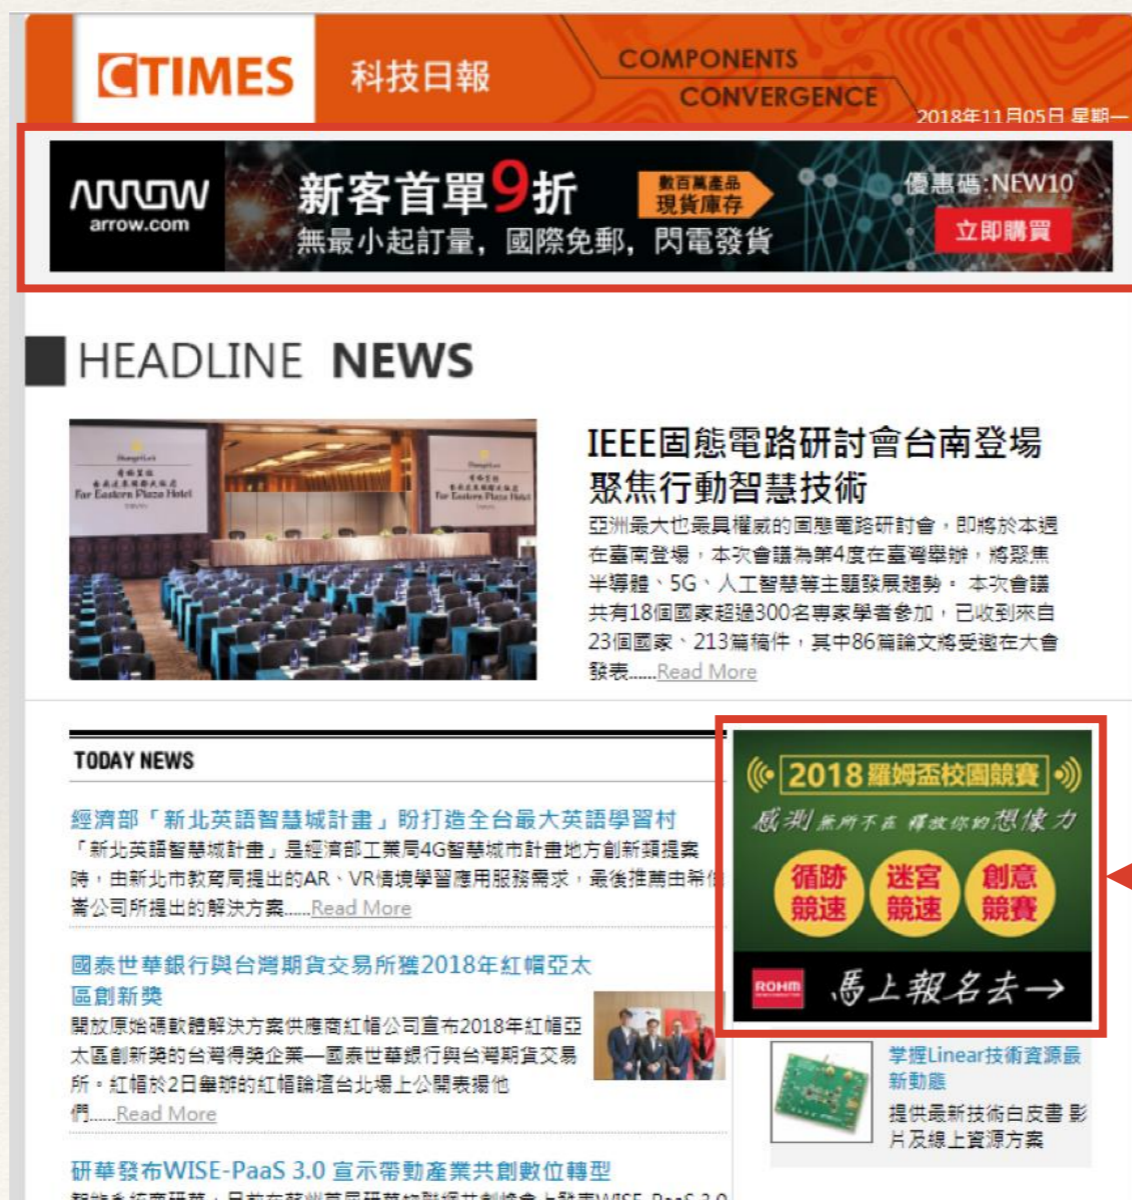 CTIMES
科技日報
COMPONENTS
CONVERGENCE
2018年11月05日 星期一
ARROW
arrow.com
新客首單9折
無最小起訂量，國際免郵，閃電發貨
數百萬產品
現貨庫存
優惠碼:NEW10
立即購買
HEADLINE NEWS
Far Eastern Plaza Hotel
Far Eastern Plaza Hotel
IEEE固態電路研討會台南登場
聚焦行動智慧技術
亞洲最大也最具權威的固態電路研討會，即將於本週
在臺南登場，本次會議為第4度在臺灣舉辦，將聚焦
半導體、5G、人工智慧等主題發展趨勢。 本次會議
共有18個國家超過300名專家學者參加，已收到來自
23個國家、213篇稿件，其中86篇論文將受邀在大會
發表......Read More
TODAY NEWS
經濟部「新北英語智慧城計畫」盼打造全台最大英語學習村
「新北英語智慧城計畫」是經濟部工業局4G智慧城市計畫地方創新類提案
時，由新北市教育局提出的AR、VR情境學習應用服務需求，最後推薦由希伯
崙公司所提出的解決方案......Read More
國泰世華銀行與台灣期貨交易所獲2018年紅帽亞太
區創新獎
開放原始碼軟體解決方案供應商紅帽公司宣布2018年紅帽亞
太區創新獎的台灣得獎企業—國泰世華銀行與台灣期貨交易
所。紅帽於2日舉辦的紅帽論壇台北場上公開表揚他
們......Read More
研華發布WISE-PaaS 3.0 宣示帶動產業共創數位轉型
2018羅姆盃校園競賽
感測無所不在 釋放你的想像力
循跡
競速
迷宮
競速
創意
競賽
ROHM
馬上報名去→
掌握Linear技術資源最
新動態
提供最新技術白皮書 影
片及線上資源方案